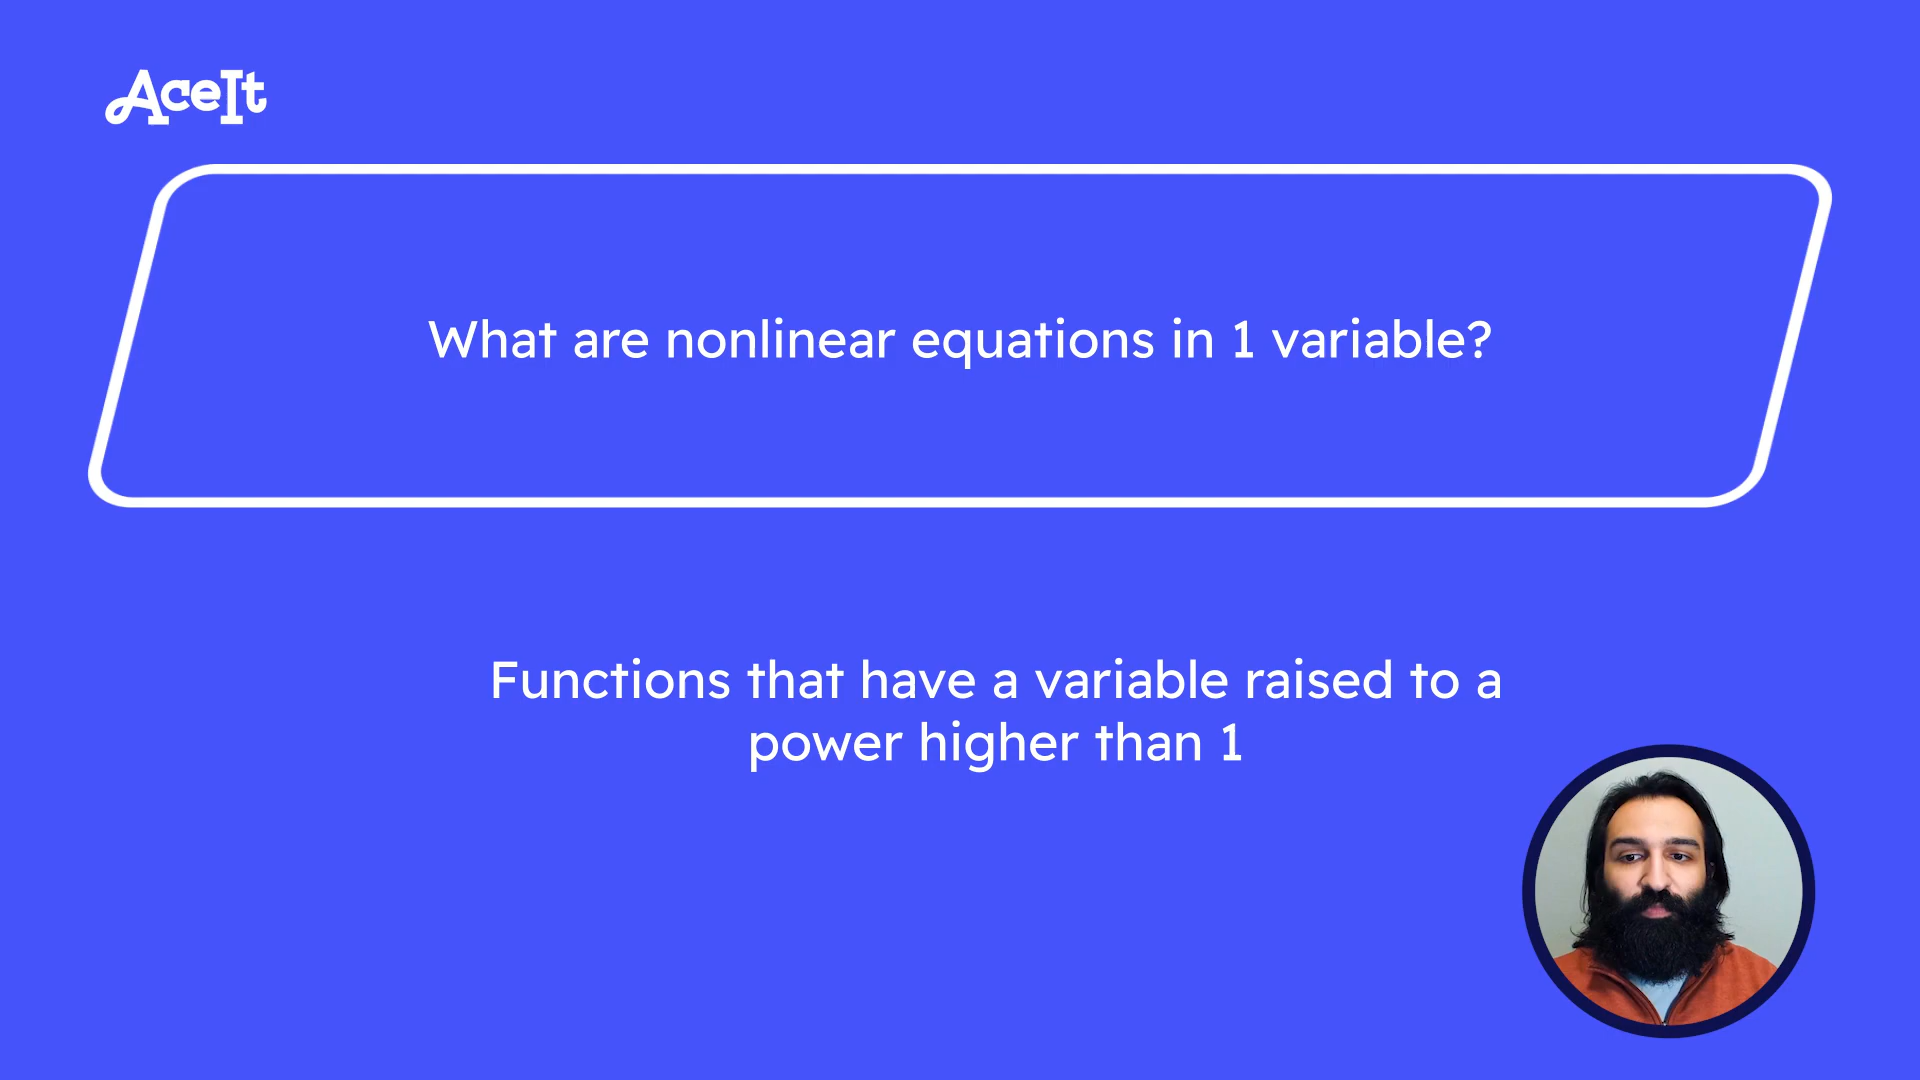 AceIt
What are nonlinear equations in 1 variable?
Functions that have a variable raised to a
power higher than 1